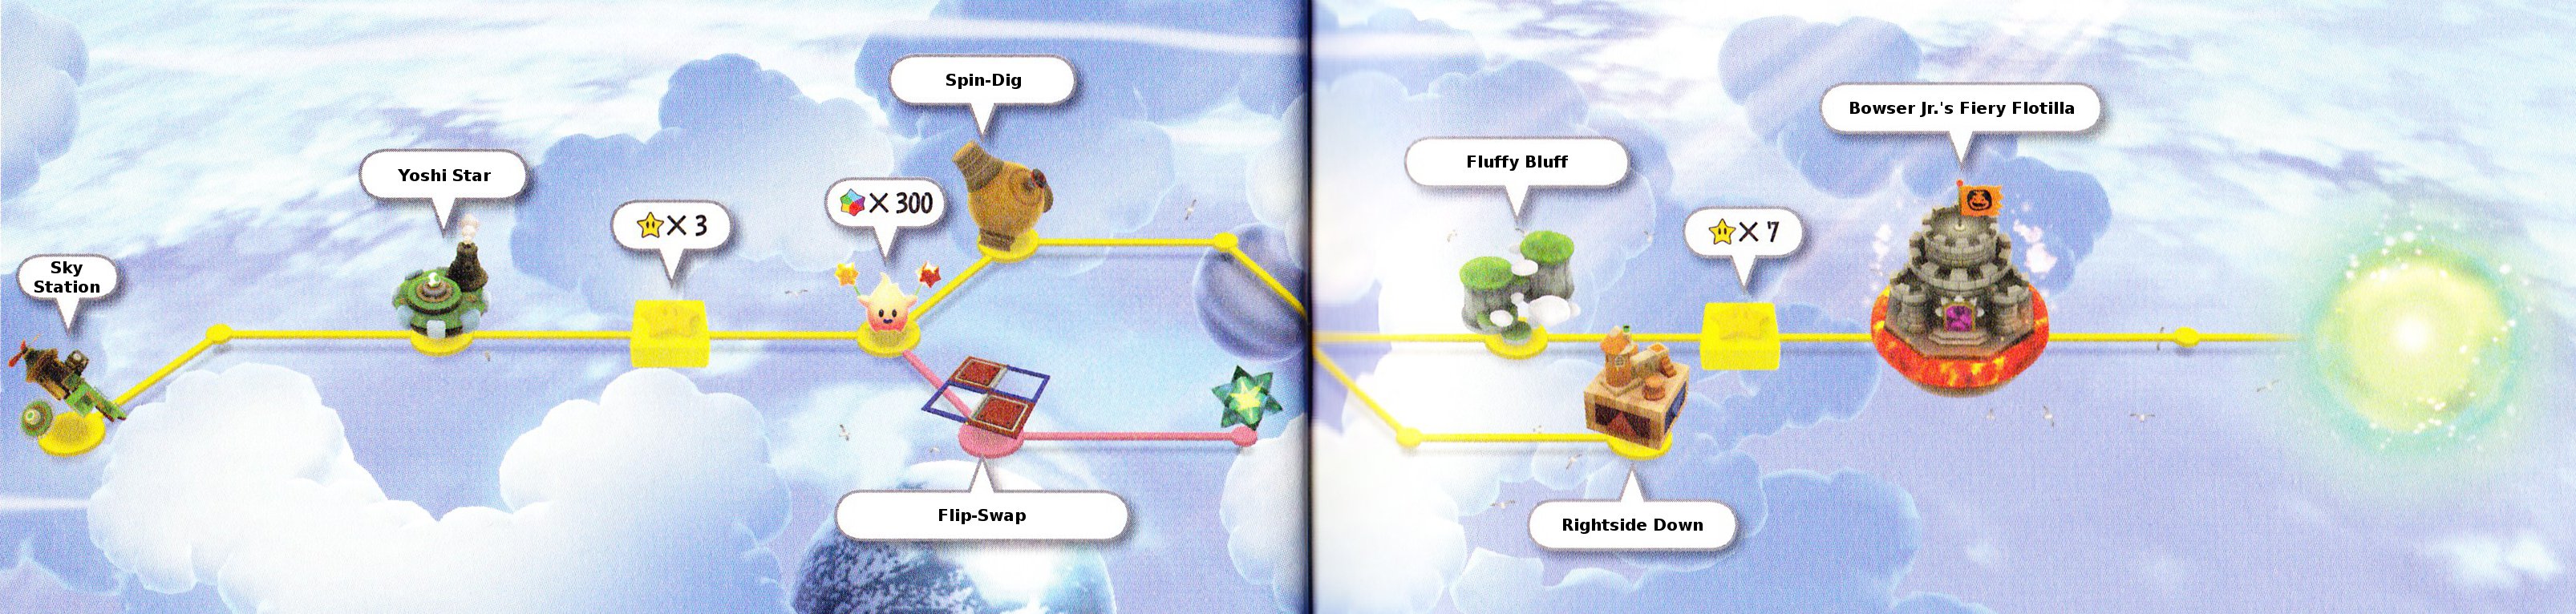 Sky
Station
Yoshi Star
× 3
× 300
Spin-Dig
Flip-Swap
Fluffy Bluff
Rightside Down
× 7
Bowser Jr.'s Fiery Flotilla